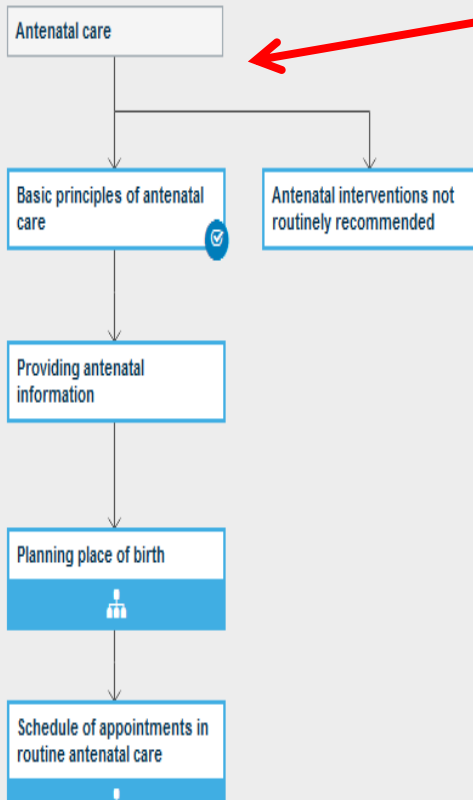 Antenatal care
Basic principles of antenatal
care
Antenatal interventions not
routinely recommended
Providing antenatal
information
Planning place of birth
Schedule of appointments in
routine antenatal care